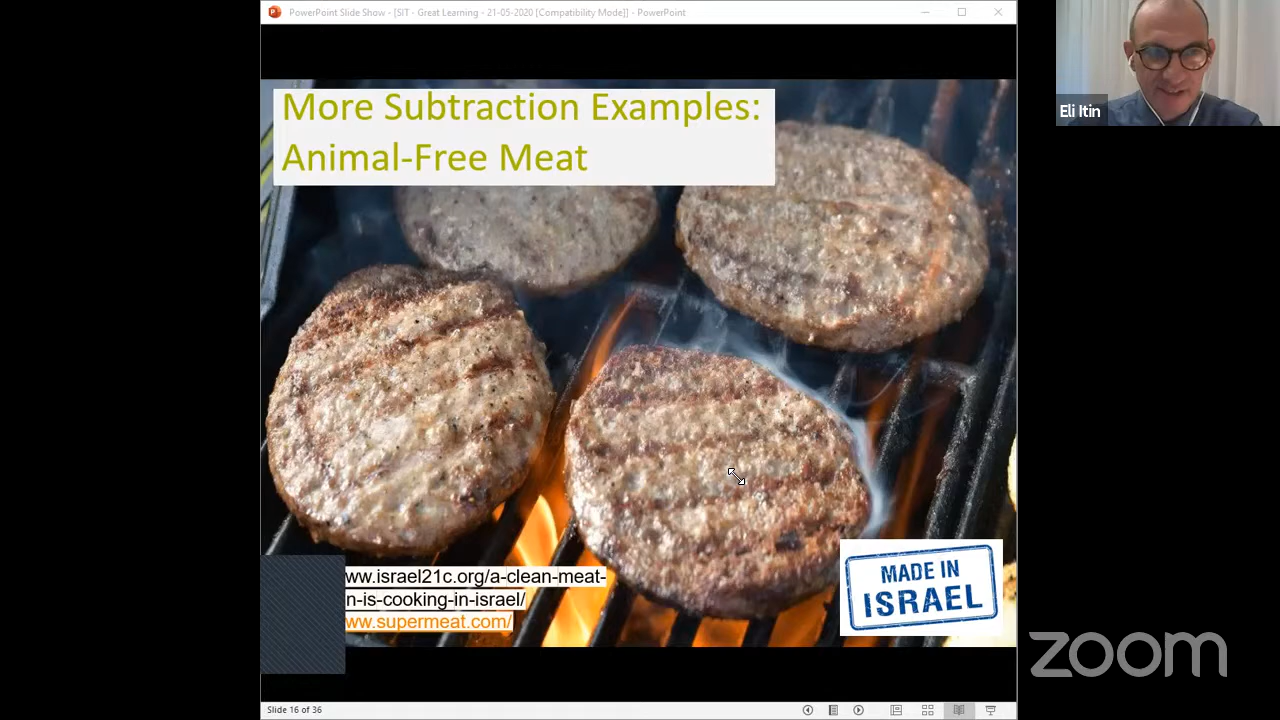 PowerPoint Slide Show - [SIT - Great Learning - 21-05-2020 [Compatibility Mode]] - PowerPoint
Eli Itin
More Subtraction Examples:
Animal-Free Meat
ww.israel21c.org/a-clean-meat-
n-is-cooking-in-israel/
ww.supermeat.com/
MADE IN
ISRAEL
zoom
Slide 16 of 36